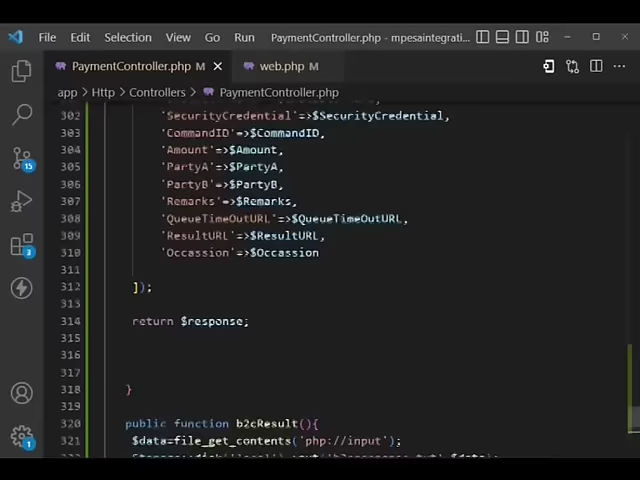 File Edit Selection View Go Run PaymentController.php - mpesaintegrati...
PaymentController.php M web.php M
app > Http > Controllers > PaymentController.php
302 'SecurityCredential'=>$SecurityCredential,
303 'CommandID'=>$CommandID,
304 'Amount'=>$Amount,
305 'PartyA'=>$PartyA,
306 'PartyB'=>$PartyB,
307 'Remarks'=>$Remarks,
308 'QueueTimeOutURL'=>$QueueTimeOutURL,
309 'ResultURL'=>$ResultURL,
310 'Occassion'=>$Occassion
311
312 ]);
313
314 return $response;
315
316
317
318 }
319
320 public function b2cResult(){
321 $data=file_get_contents('php://input');
15
3
1